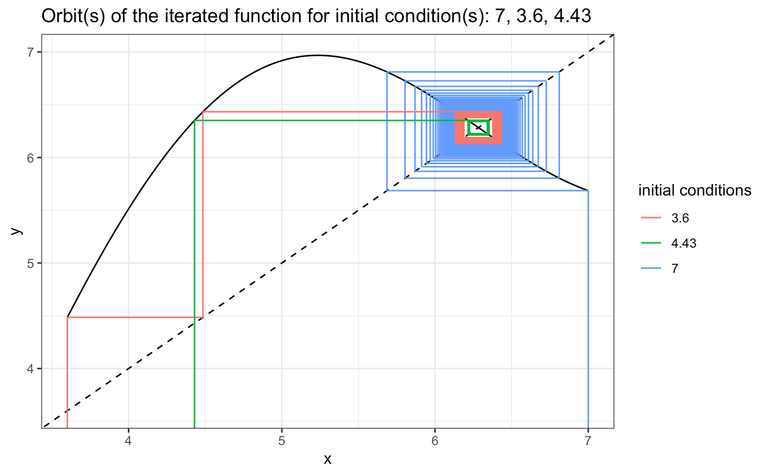 Orbit(s) of the iterated function for initial condition(s): 7, 3.6, 4.43
7
6
5
4
y
4
5
6
7
x
initial conditions
3.6
4.43
7